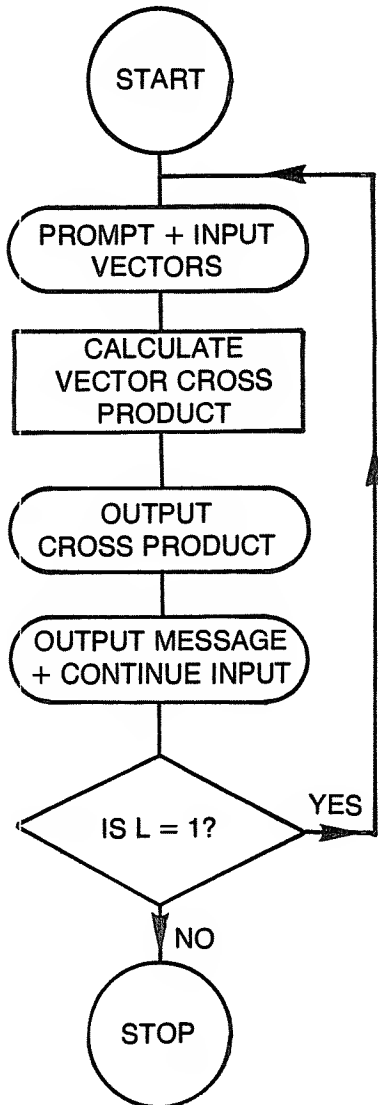 START
PROMPT + INPUT
VECTORS
CALCULATE
VECTOR CROSS
PRODUCT
OUTPUT
CROSS PRODUCT
OUTPUT MESSAGE
+ CONTINUE INPUT
IS L = 1?
YES
NO
STOP